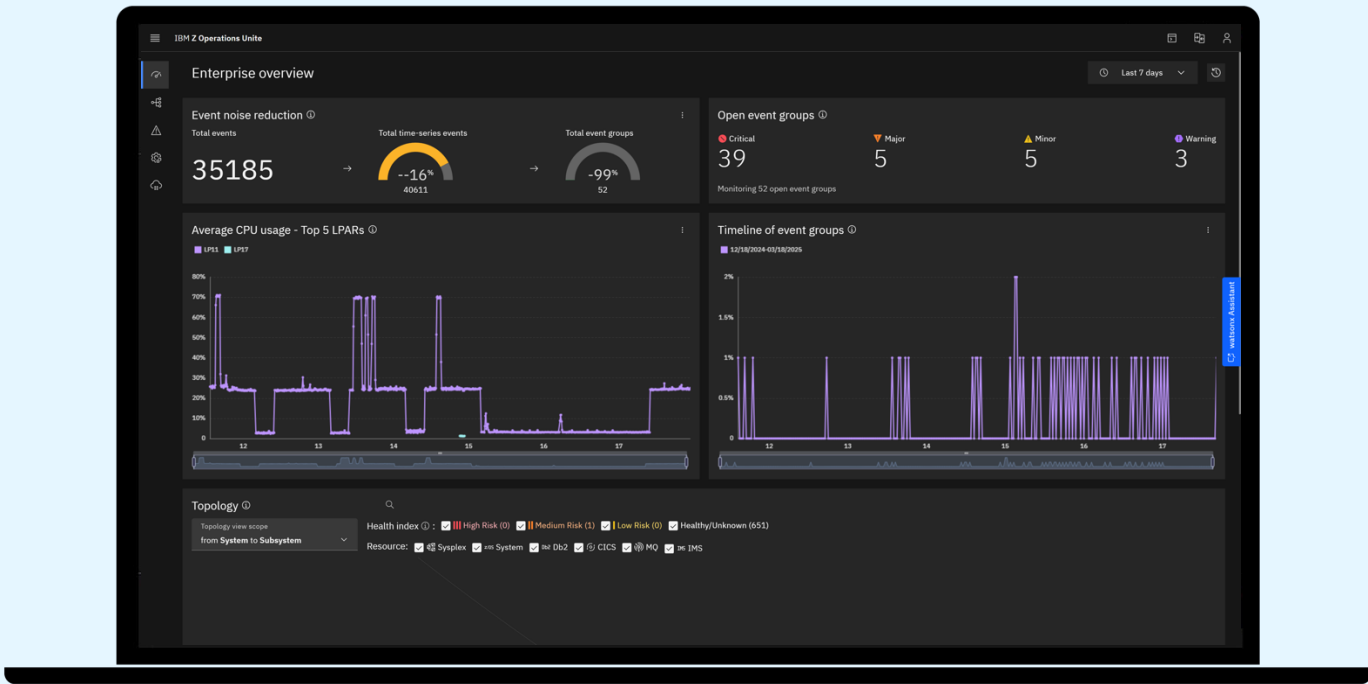 IBM Z Operations Unite
Enterprise overview
Last 7 days
Event noise reduction
Total events
35185
Total time-series events
--16%
40611
Total event groups
-99%
52
Open event groups
Critical
39
Major
5
Minor
5
Warning
3
Monitoring 52 open event groups
Average CPU usage - Top 5 LPARs
LP11 LP17
80%
70%
60%
50%
40%
30%
20%
10%
0
12 13 14 15 16 17
Timeline of event groups
12/18/2024-03/18/2025
2%
1.5%
1%
0.5%
0
12 13 14 15 16 17
watsonx Assistant
Topology
Topology view scope
from System to Subsystem
Health index : High Risk (0) Medium Risk (1) Low Risk (0) Healthy/Unknown (651)
Resource: Sysplex System Db2 Db2 CICS MQ IMS IMS